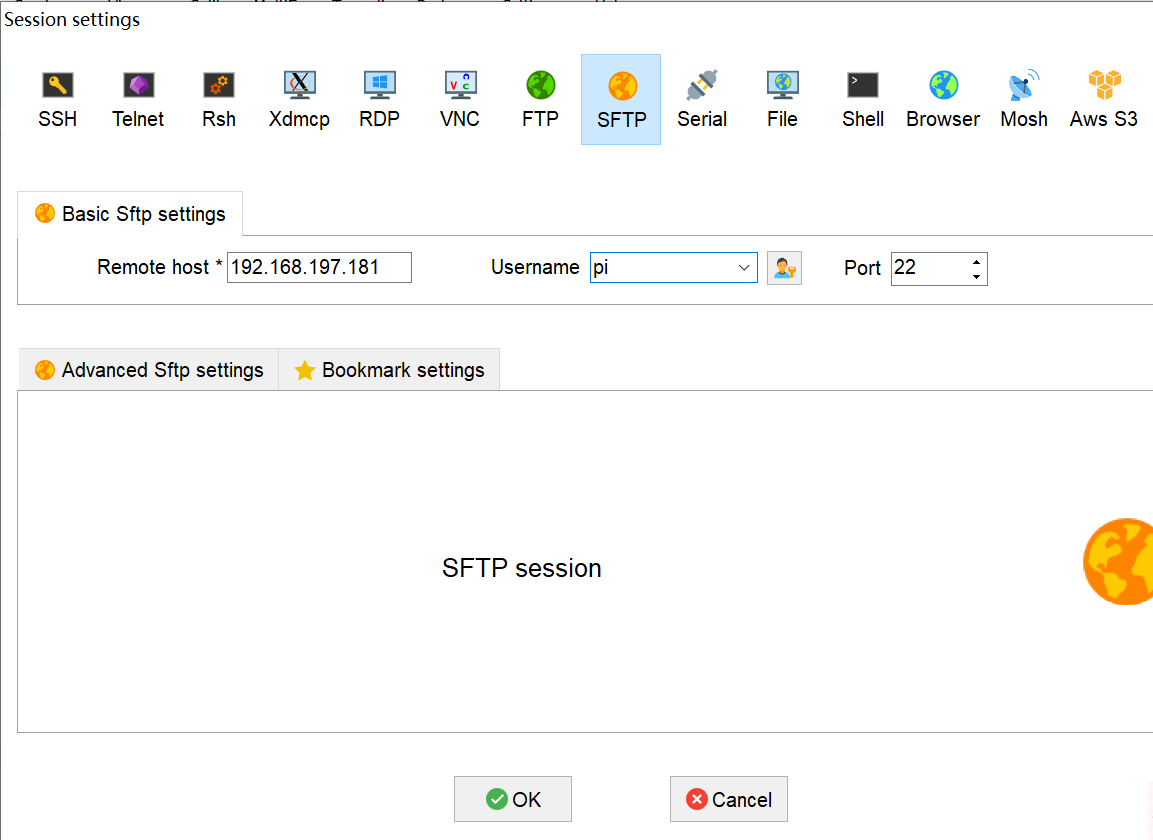 Session settings
SSH Telnet Rsh Xdmcp RDP VNC FTP SFTP Serial File Shell Browser Mosh Aws S3
Basic Sftp settings
Remote host * 192.168.197.181 Username pi Port 22
Advanced Sftp settings Bookmark settings
SFTP session
OK Cancel